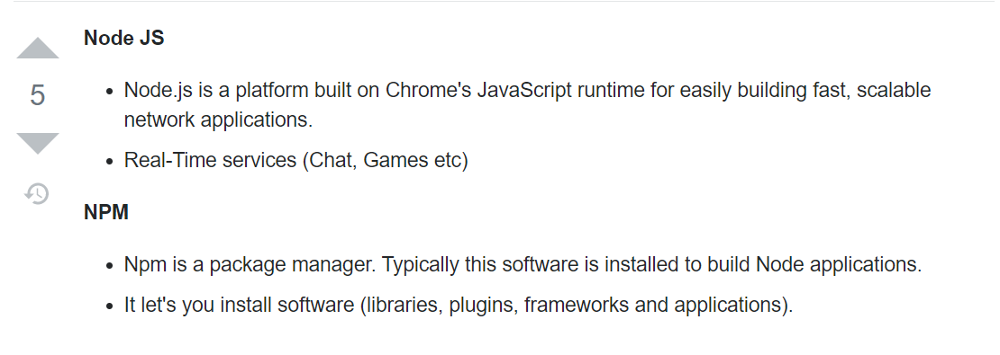 Node JS
5
• Node.js is a platform built on Chrome's JavaScript runtime for easily building fast, scalable
network applications.
• Real-Time services (Chat, Games etc)
NPM
• Npm is a package manager. Typically this software is installed to build Node applications.
• It let's you install software (libraries, plugins, frameworks and applications).